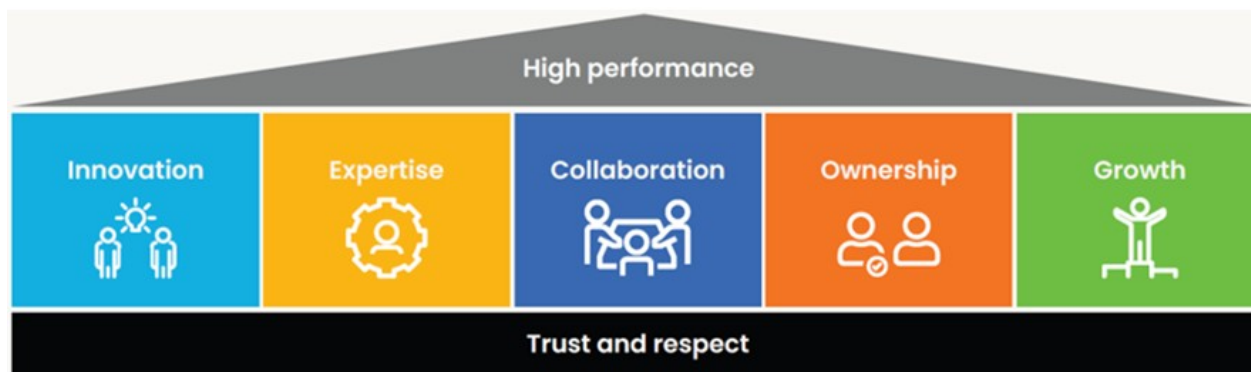 High performance
Innovation
Expertise
Collaboration
Ownership
Growth
Trust and respect